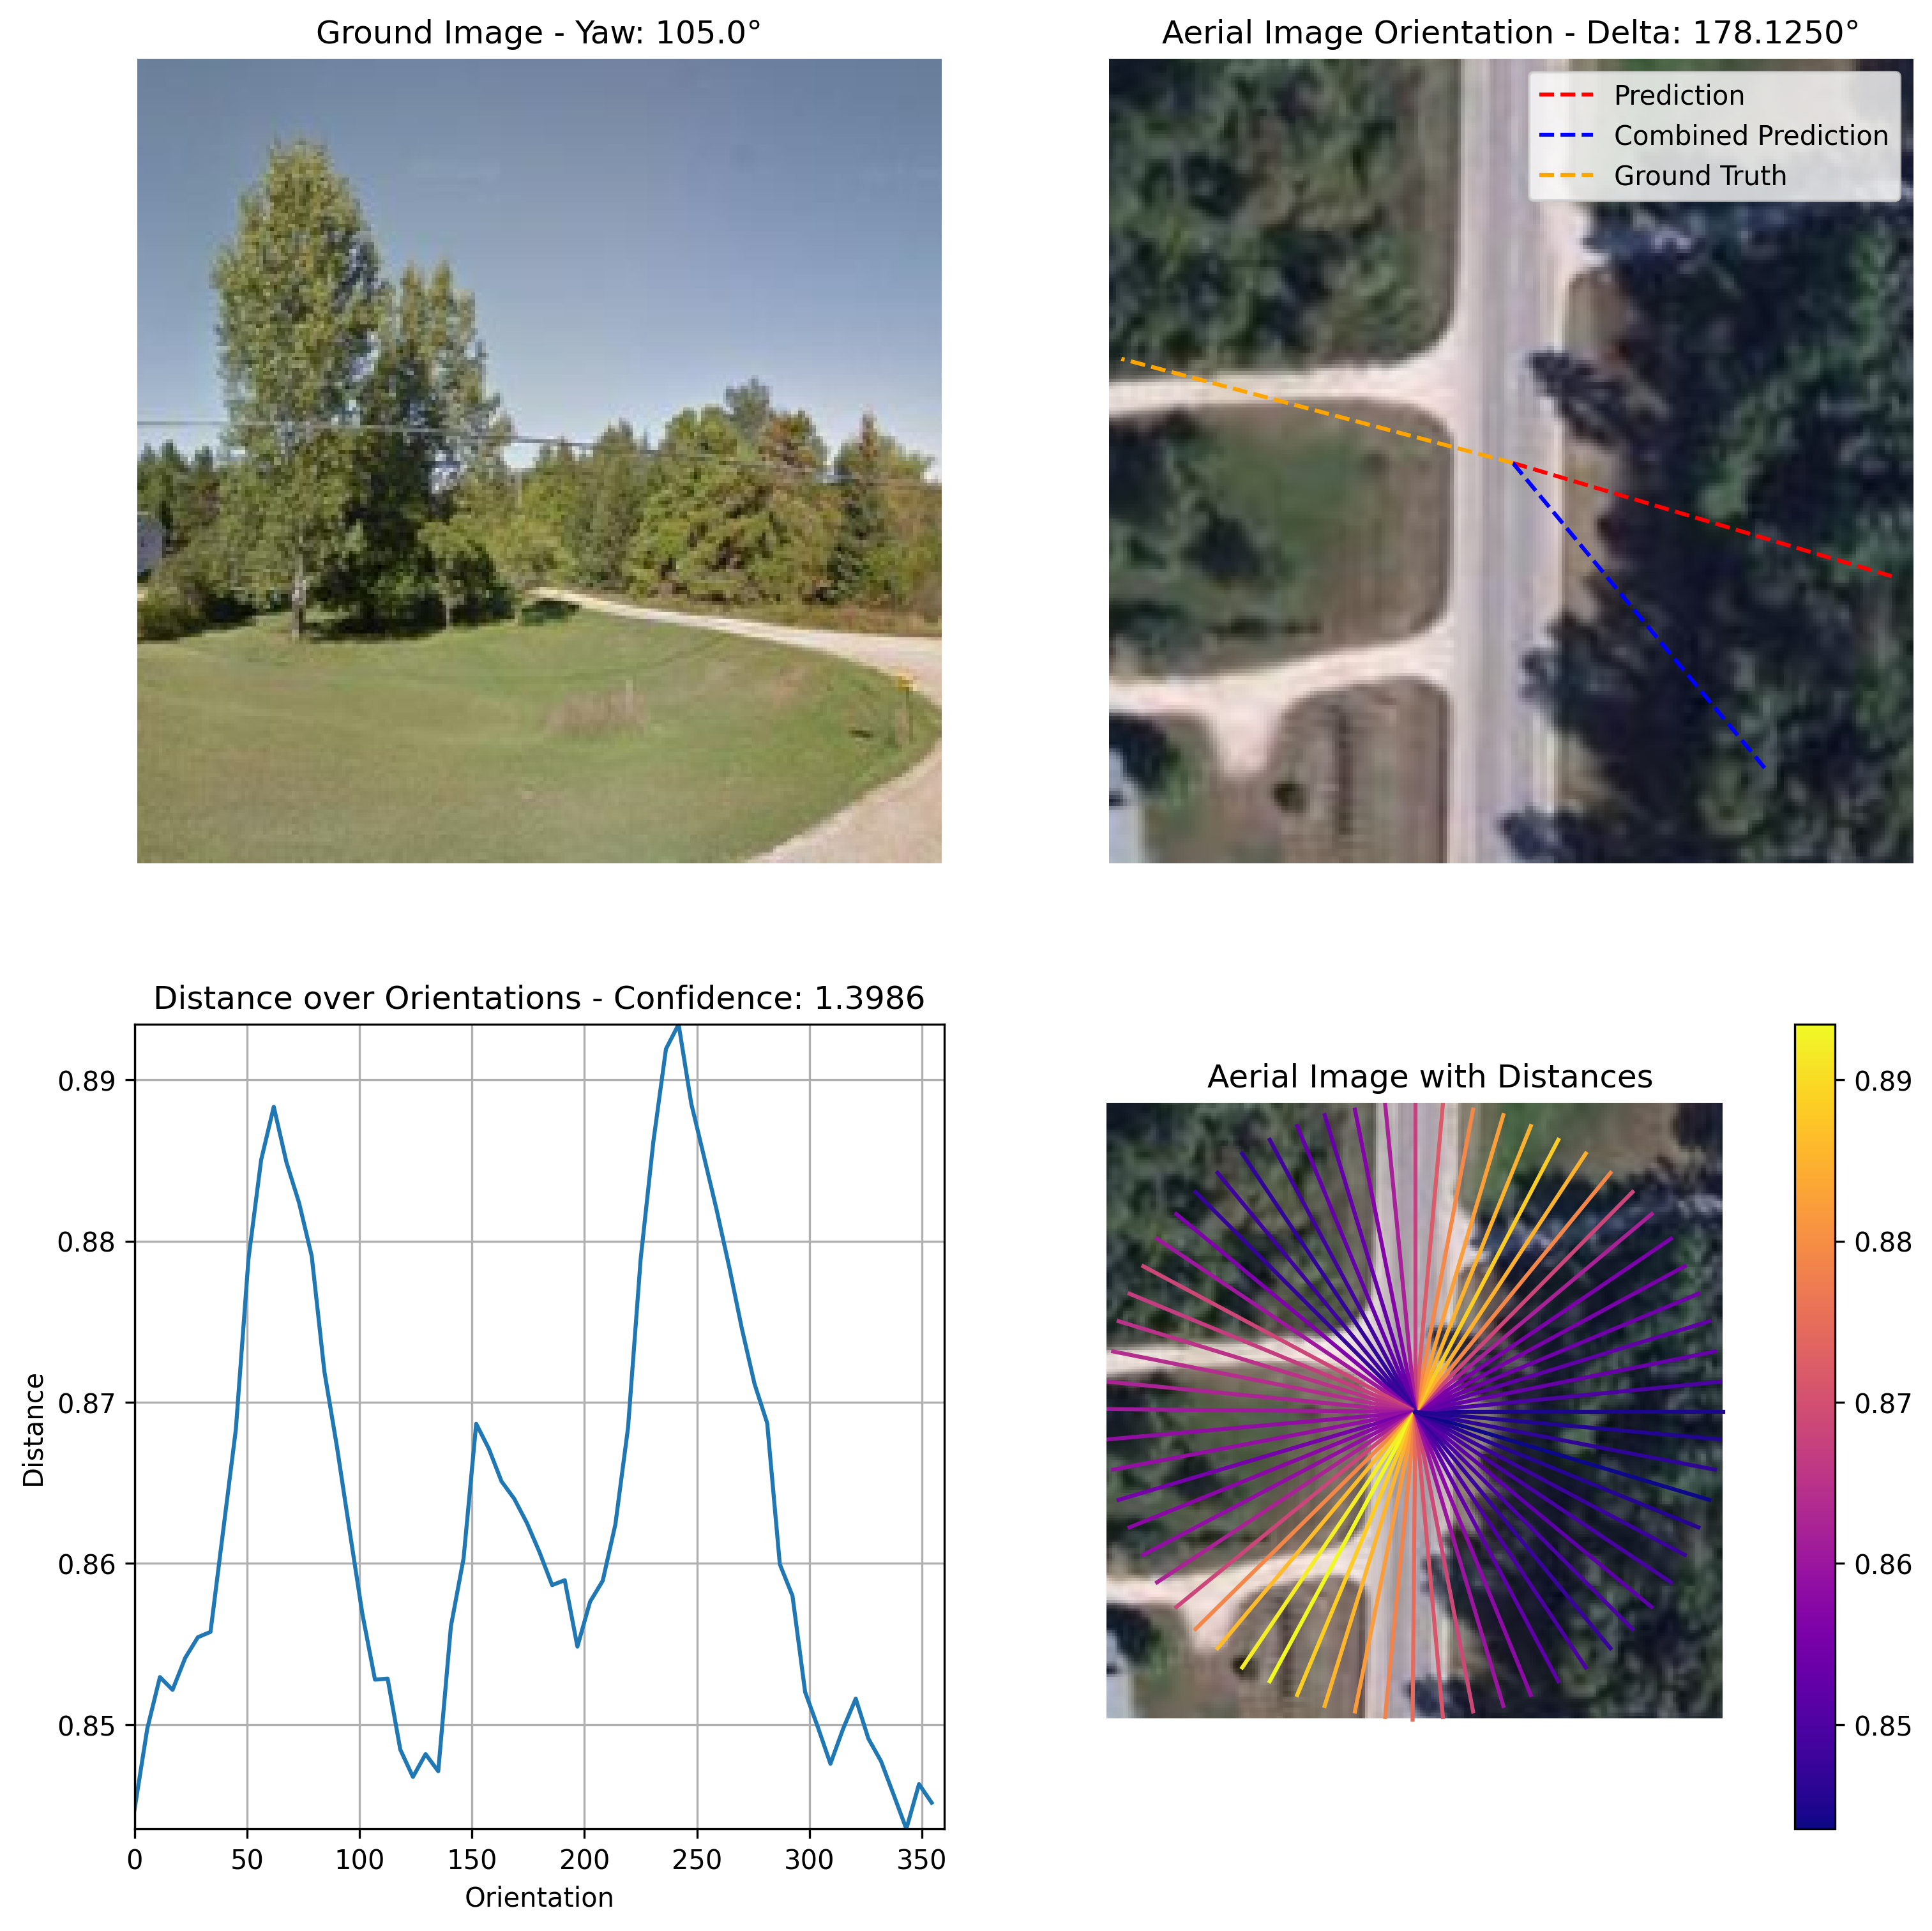 Ground Image - Yaw: 105.0°
Aerial Image Orientation - Delta: 178.1250°
Prediction
Combined Prediction
Ground Truth
Distance over Orientations - Confidence: 1.3986
0.89
0.88
0.87
0.86
0.85
Distance
0
50
100
150
200
250
300
350
Orientation
Aerial Image with Distances
0.89
0.88
0.87
0.86
0.85